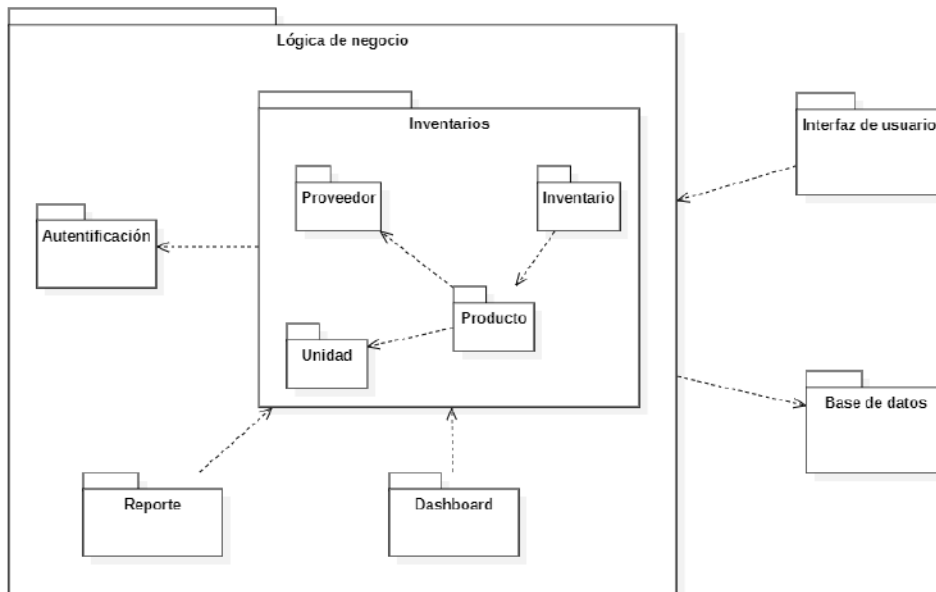 Lógica de negocio
Inventarios
Interfaz de usuario
Proveedor
Inventario
Autentificación
Producto
Unidad
Base de datos
Reporte
Dashboard